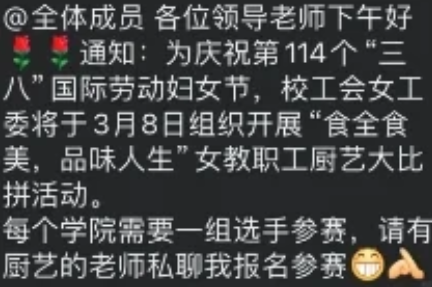 @全体成员 各位领导老师下午好
🌹🌹通知：为庆祝第114个“三
八”国际劳动妇女节，校工会女工
委将于3月8日组织开展“食全食
美，品味人生”女教职工厨艺大比
拼活动。
每个学院需要一组选手参赛，请有
厨艺的老师私聊我报名参赛😁🙏